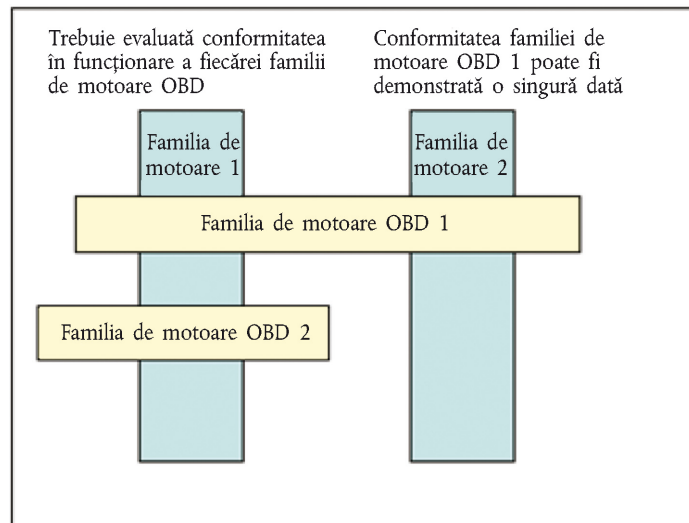 Trebuie evaluată conformitatea
în funcționare a fiecărei familii
de motoare OBD
Conformitatea familiei de
motoare OBD 1 poate fi
demonstrată o singură dată
Familia de
motoare 1
Familia de
motoare 2
Familia de motoare OBD 1
Familia de motoare OBD 2